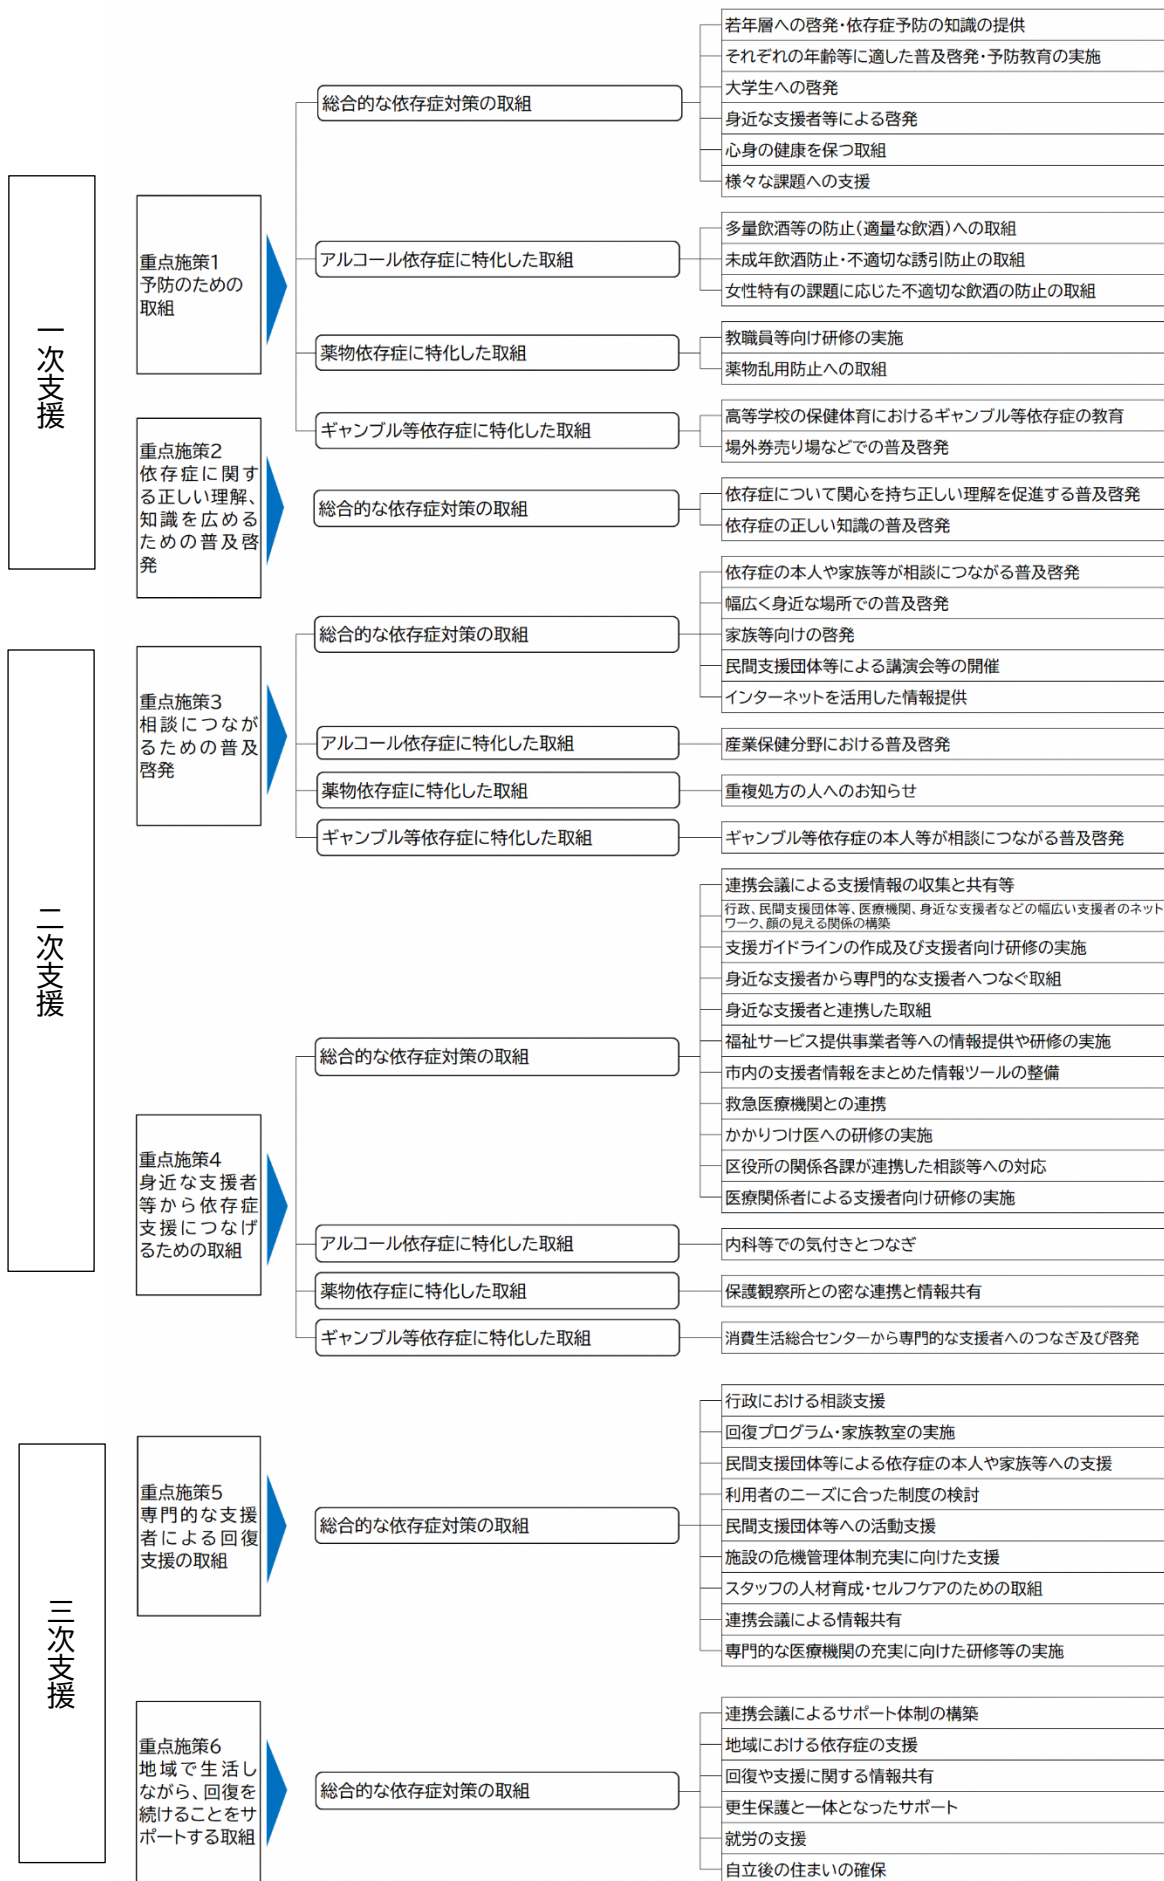 一次支援
重点施策1
予防のための
取組
総合的な依存症対策の取組
若年層への啓発・依存症予防の知識の提供
それぞれの年齢等に適した普及啓発・予防教育の実施
大学生への啓発
身近な支援者等による啓発
心身の健康を保つ取組
様々な課題への支援
アルコール依存症に特化した取組
多量飲酒等の防止(適量な飲酒)への取組
未成年飲酒防止・不適切な誘引防止の取組
女性特有の課題に応じた不適切な飲酒の防止の取組
薬物依存症に特化した取組
教職員等向け研修の実施
薬物乱用防止への取組
ギャンブル等依存症に特化した取組
高等学校の保健体育におけるギャンブル等依存症の教育
場外券売り場などでの普及啓発
重点施策2
依存症に関す
る正しい理解、
知識を広める
ための普及啓
発
総合的な依存症対策の取組
依存症について関心を持ち正しい理解を促進する普及啓発
依存症の正しい知識の普及啓発
二次支援
重点施策3
相談につなが
るための普及
啓発
総合的な依存症対策の取組
依存症の本人や家族等が相談につながる普及啓発
幅広く身近な場所での普及啓発
家族等向けの啓発
民間支援団体等による講演会等の開催
インターネットを活用した情報提供
アルコール依存症に特化した取組
産業保健分野における普及啓発
薬物依存症に特化した取組
重複処方の人へのお知らせ
ギャンブル等依存症に特化した取組
ギャンブル等依存症の本人等が相談につながる普及啓発
重点施策4
身近な支援者
等から依存症
支援につなげ
るための取組
総合的な依存症対策の取組
連携会議による支援情報の収集と共有等
行政、民間支援団体等、医療機関、身近な支援者などの幅広い支援者のネット
ワーク、顔の見える関係の構築
支援ガイドラインの作成及び支援者向け研修の実施
身近な支援者から専門的な支援者へつなぐ取組
身近な支援者と連携した取組
福祉サービス提供事業者等への情報提供や研修の実施
市内の支援者情報をまとめた情報ツールの整備
救急医療機関との連携
かかりつけ医への研修の実施
区役所の関係各課が連携した相談等への対応
医療関係者による支援者向け研修の実施
アルコール依存症に特化した取組
内科等での気付きとつなぎ
薬物依存症に特化した取組
保護観察所との密な連携と情報共有
ギャンブル等依存症に特化した取組
消費生活総合センターから専門的な支援者へのつなぎ及び啓発
三次支援
重点施策5
専門的な支援
者による回復
支援の取組
総合的な依存症対策の取組
行政における相談支援
回復プログラム・家族教室の実施
民間支援団体等による依存症の本人や家族等への支援
利用者のニーズに合った制度の検討
民間支援団体等への活動支援
施設の危機管理体制充実に向けた支援
スタッフの人材育成・セルフケアのための取組
連携会議による情報共有
専門的な医療機関の充実に向けた研修等の実施
重点施策6
地域で生活し
ながら、回復を
続けることをサ
ポートする取組
総合的な依存症対策の取組
連携会議によるサポート体制の構築
地域における依存症の支援
回復や支援に関する情報共有
更生保護と一体となったサポート
就労の支援
自立後の住まいの確保